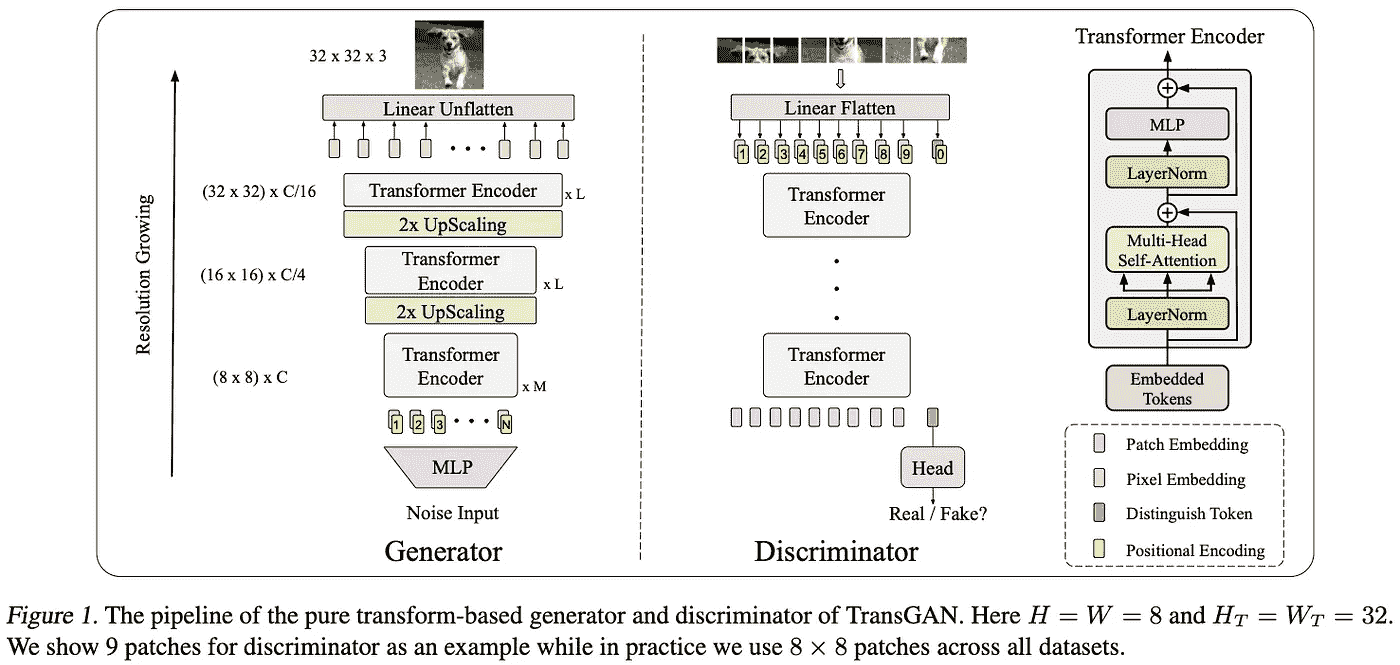 Resolution Growing
32 x 32 x 3
Linear Unflatten
(32 x 32) x C/16
Transformer Encoder
x L
2x UpScaling
(16 x 16) x C/4
Transformer
Encoder
x L
2x UpScaling
(8 x 8) x C
Transformer
Encoder
x M
1 2 3 N
MLP
Noise Input
Generator
Linear Flatten
1 2 3 4 5 6 7 8 9 0
Transformer
Encoder
Transformer
Encoder
Head
Real / Fake?
Discriminator
Transformer Encoder
MLP
LayerNorm
Multi-Head
Self-Attention
LayerNorm
Embedded
Tokens
Patch Embedding
Pixel Embedding
Distinguish Token
Positional Encoding
Figure 1. The pipeline of the pure transform-based generator and discriminator of TransGAN. Here H = W = 8 and H_T = W_T = 32.
We show 9 patches for discriminator as an example while in practice we use 8 × 8 patches across all datasets.